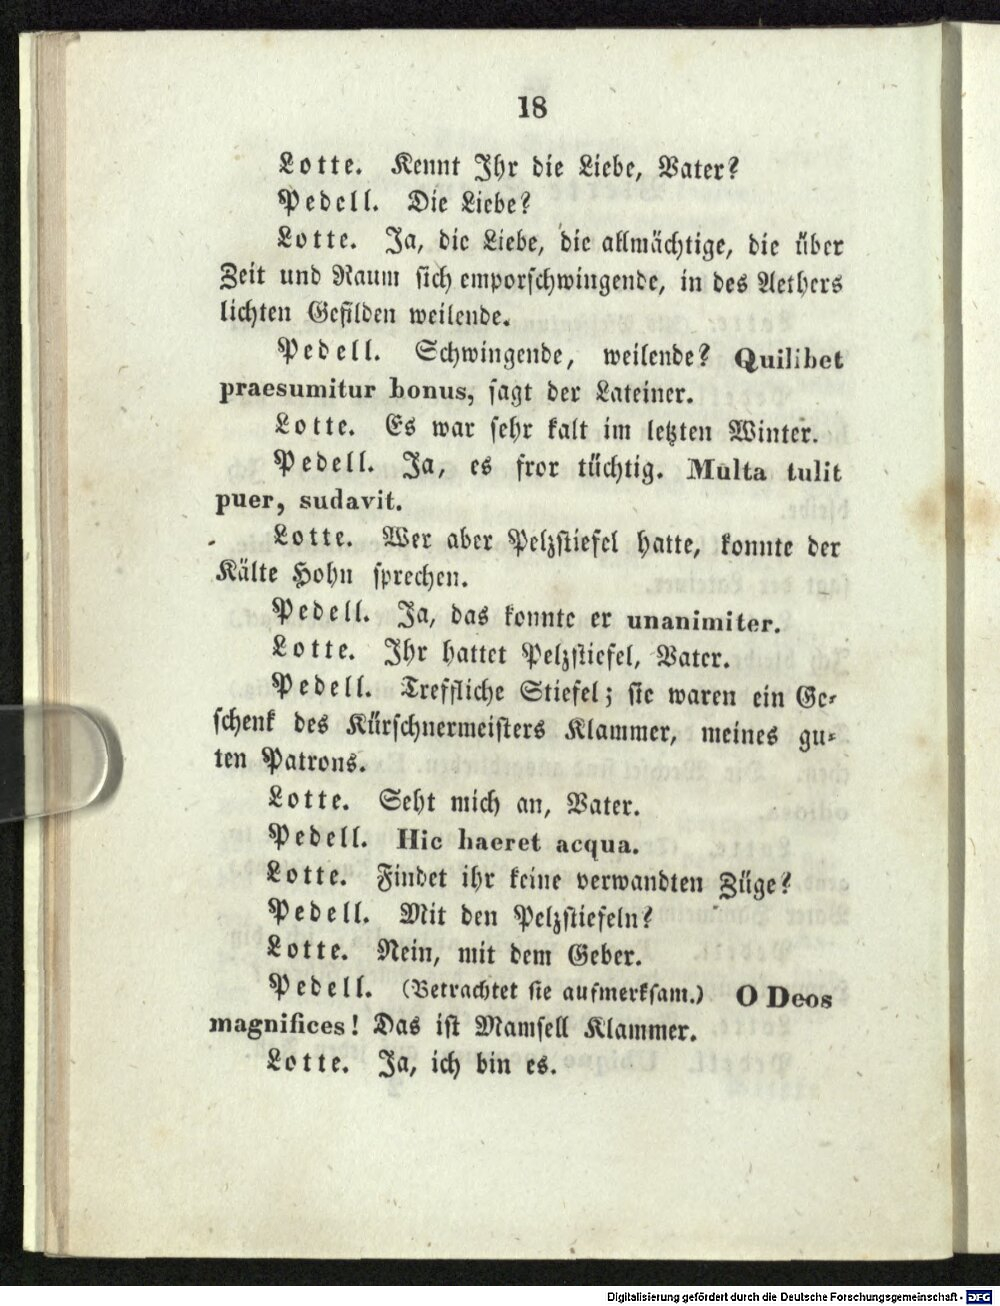 18
Lotte. Kennt Ihr die Liebe, Vater?
Pedell. Die Liebe?
Lotte. Ja, die Liebe, die allmächtige, die über
Zeit und Raum sich emporschwingende, in des Aethers
lichten Gefilden weilende.
Pedell. Schwingende, weilende? Quilibet
praesumitur bonus, sagt der Lateiner.
Lotte. Es war sehr kalt im letzten Winter.
Pedell. Ja, es fror tüchtig. Multa tulit
puer, sudavit.
Lotte. Wer aber Pelzstiefel hatte, konnte der
Kälte Hohn sprechen.
Pedell. Ja, das konnte er unanimiter.
Lotte. Ihr hattet Pelzstiefel, Vater.
Pedell. Treffliche Stiefel; sie waren ein Ge-
schenk des Kürschnermeisters Klammer, meines gu-
ten Patrons.
Lotte. Seht mich an, Vater.
Pedell. Hic haeret acqua.
Lotte. Findet ihr keine verwandten Züge?
Pedell. Mit den Pelzstiefeln?
Lotte. Nein, mit dem Geber.
Pedell. (Betrachtet sie aufmerksam.) O Deos
magnifices! Das ist Mamsell Klammer.
Lotte. Ja, ich bin es.
Digitalisierung gefördert durch die Deutsche Forschungsgemeinschaft - DFG